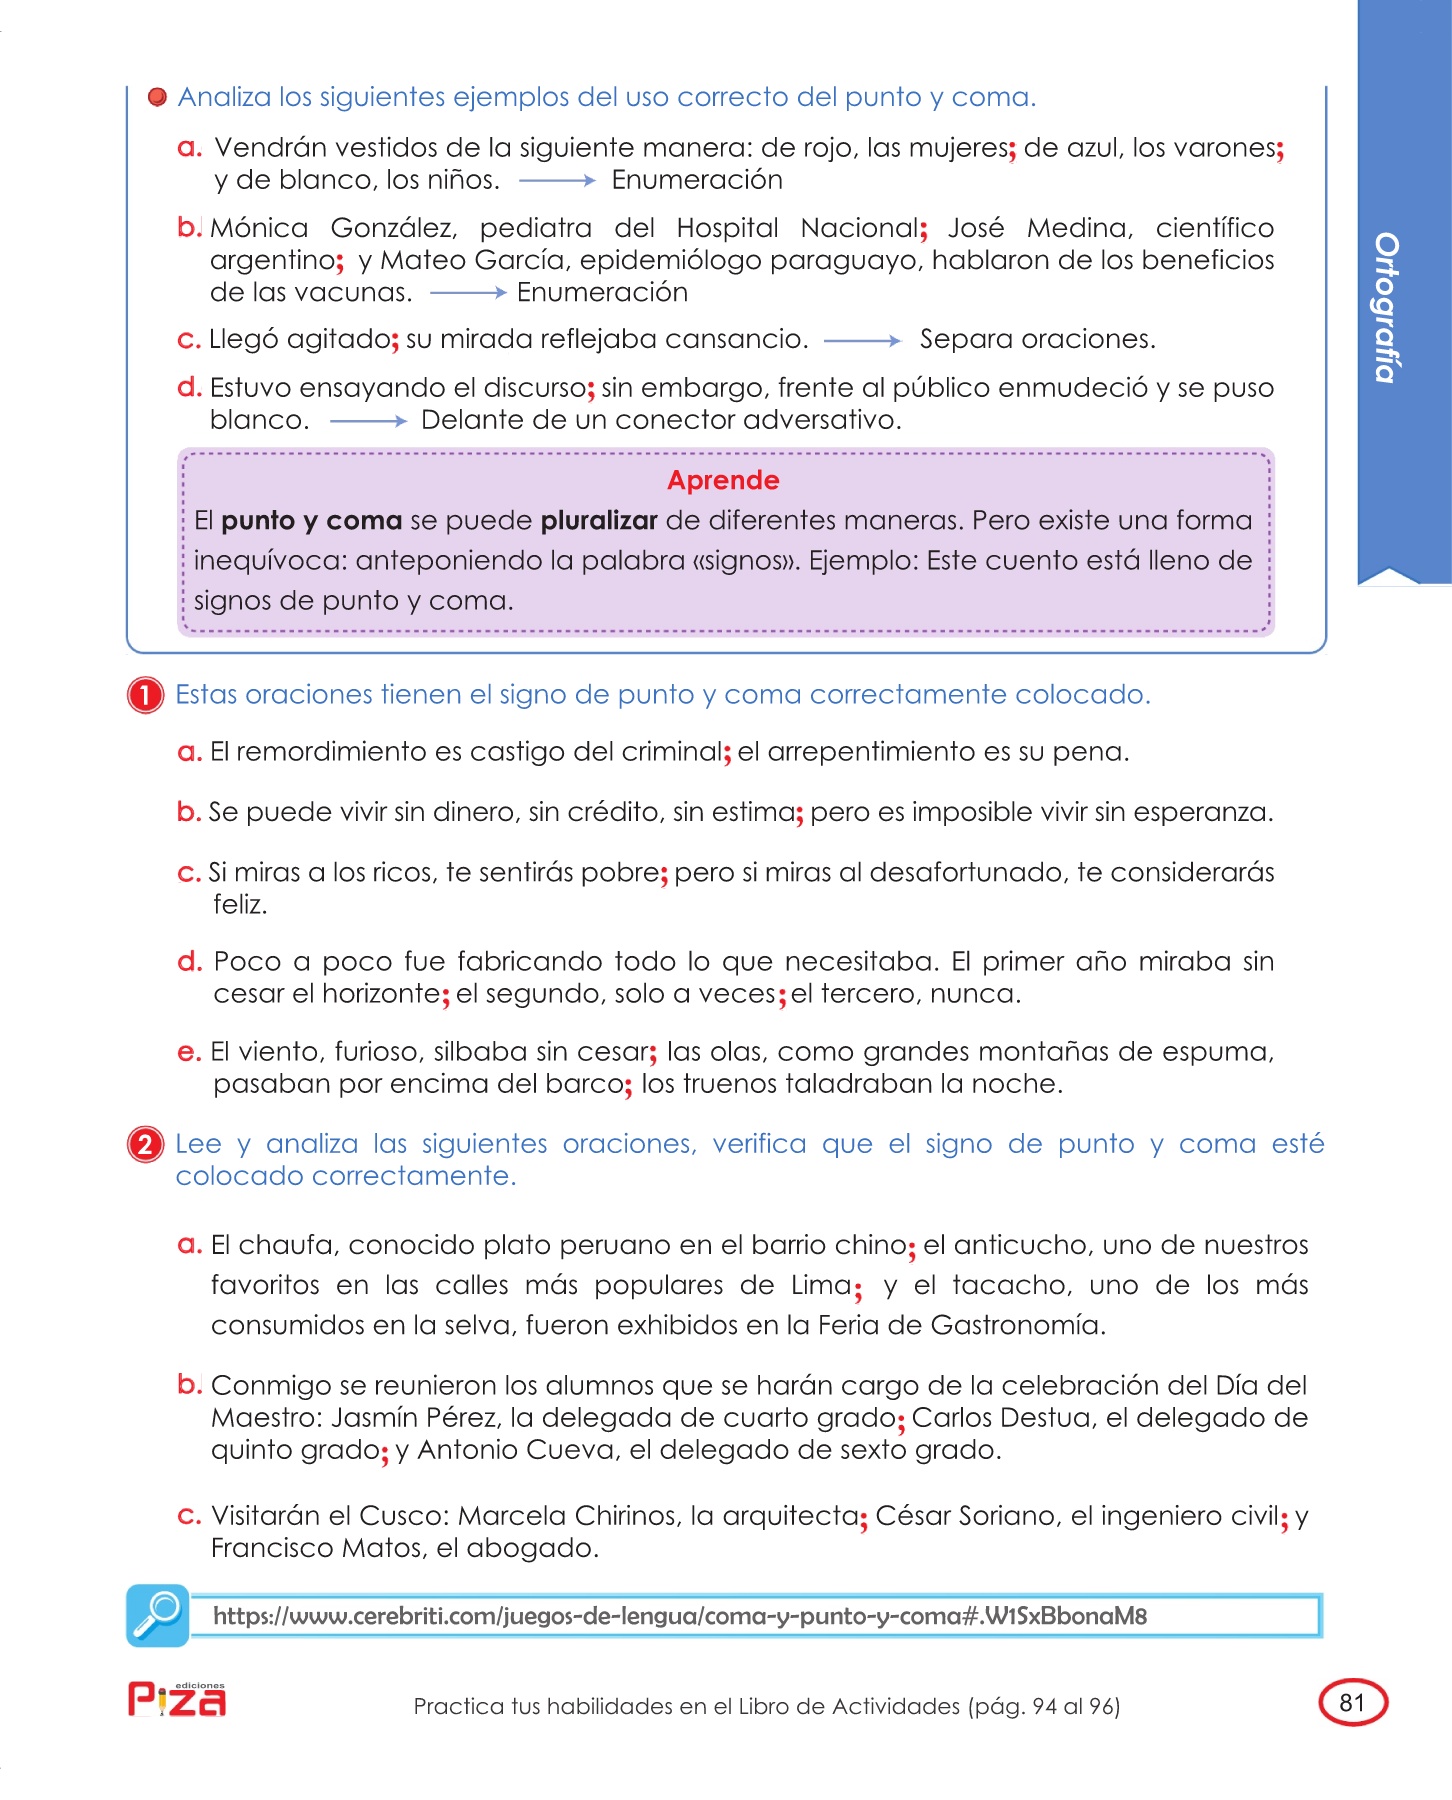 Analiza los siguientes ejemplos del uso correcto del punto y coma.
a. Vendrán vestidos de la siguiente manera: de rojo, las mujeres; de azul, los varones;
y de blanco, los niños. Enumeración
b. Mónica González, pediatra del Hospital Nacional; José Medina, científico
argentino; y Mateo García, epidemiólogo paraguayo, hablaron de los beneficios
de las vacunas. Enumeración
c. Llegó agitado; su mirada reflejaba cansancio. Separa oraciones.
d. Estuvo ensayando el discurso; sin embargo, frente al público enmudeció y se puso
blanco. Delante de un conector adversativo.
Aprende
El punto y coma se puede pluralizar de diferentes maneras. Pero existe una forma
inequívoca: anteponiendo la palabra «signos». Ejemplo: Este cuento está lleno de
signos de punto y coma.
Ortografía
1 Estas oraciones tienen el signo de punto y coma correctamente colocado.
a. El remordimiento es castigo del criminal; el arrepentimiento es su pena.
b. Se puede vivir sin dinero, sin crédito, sin estima; pero es imposible vivir sin esperanza.
c. Si miras a los ricos, te sentirás pobre; pero si miras al desafortunado, te considerarás
feliz.
d. Poco a poco fue fabricando todo lo que necesitaba. El primer año miraba sin
cesar el horizonte; el segundo, solo a veces; el tercero, nunca.
e. El viento, furioso, silbaba sin cesar; las olas, como grandes montañas de espuma,
pasaban por encima del barco; los truenos taladraban la noche.
2 Lee y analiza las siguientes oraciones, verifica que el signo de punto y coma esté
colocado correctamente.
a. El chaufa, conocido plato peruano en el barrio chino; el anticucho, uno de nuestros
favoritos en las calles más populares de Lima; y el tacacho, uno de los más
consumidos en la selva, fueron exhibidos en la Feria de Gastronomía.
b. Conmigo se reunieron los alumnos que se harán cargo de la celebración del Día del
Maestro: Jasmín Pérez, la delegada de cuarto grado; Carlos Destua, el delegado de
quinto grado; y Antonio Cueva, el delegado de sexto grado.
c. Visitarán el Cusco: Marcela Chirinos, la arquitecta; César Soriano, el ingeniero civil; y
Francisco Matos, el abogado.
https://www.cerebriti.com/juegos-de-lengua/coma-y-punto-y-coma#.W1SxBbonaM8
ediciones
PizA
Practica tus habilidades en el Libro de Actividades (pág. 94 al 96)
81